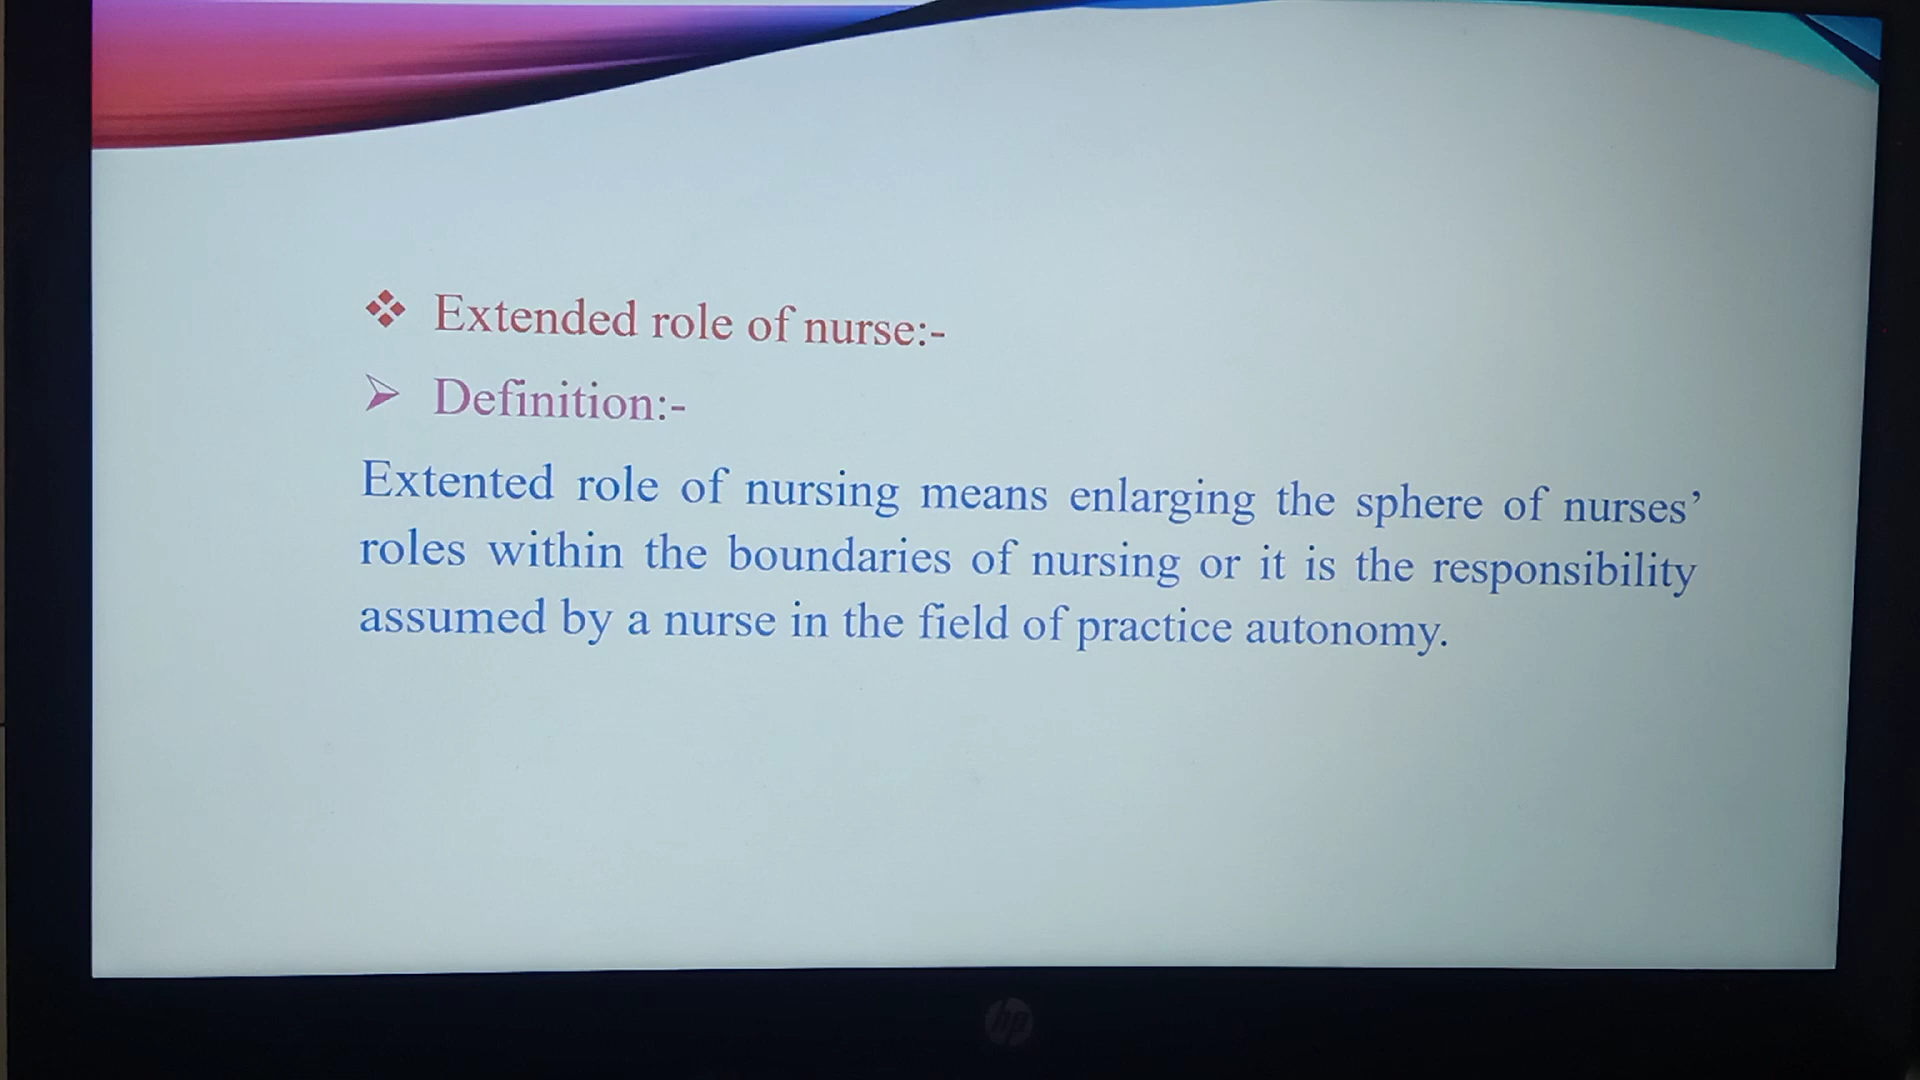 ❖ Extended role of nurse:-
➢ Definition:-
Extented role of nursing means enlarging the sphere of nurses’
roles within the boundaries of nursing or it is the responsibility
assumed by a nurse in the field of practice autonomy.
hp